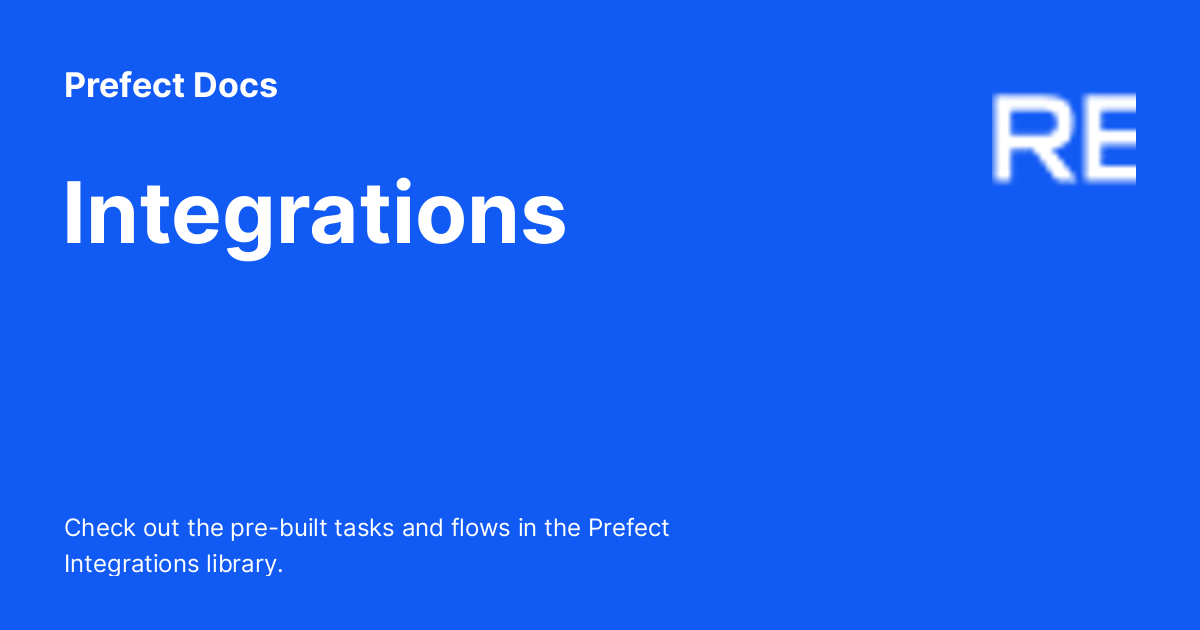 Prefect Docs
RE
Integrations
Check out the pre-built tasks and flows in the Prefect
Integrations library.